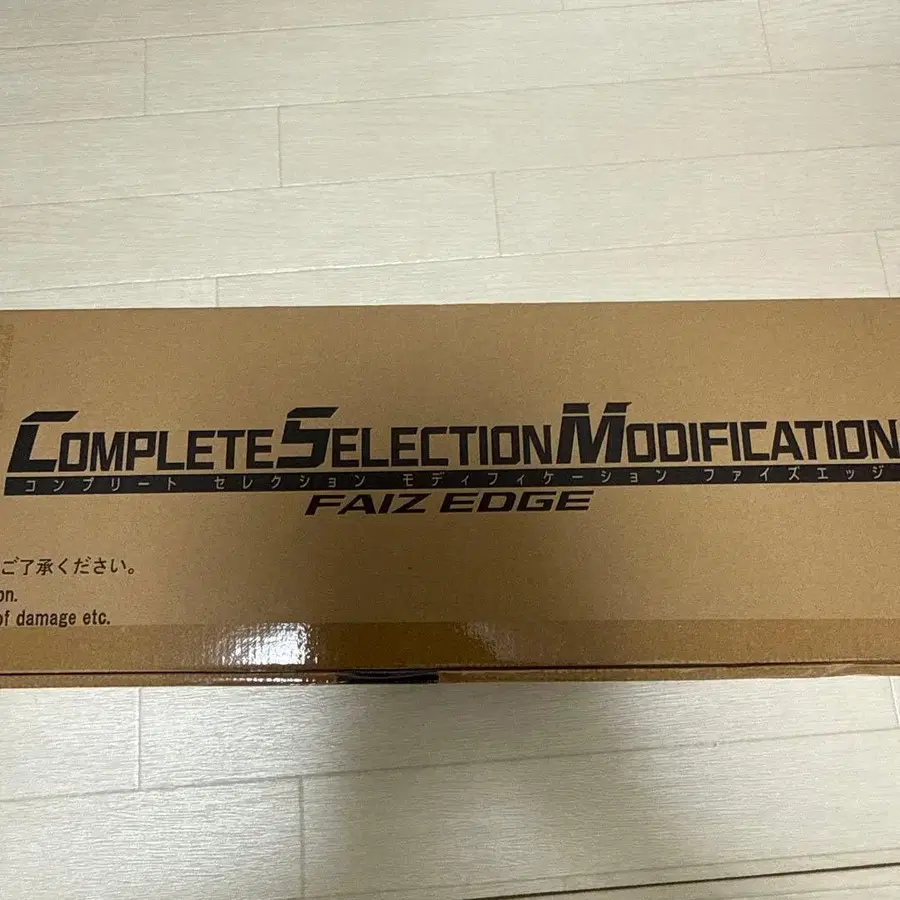 COMPLETE SELECTION MODIFICATION
コンプリート セレクション モディフィケーション ファイズエッジ
FAIZ EDGE
ご了承ください。
on.
of damage etc.